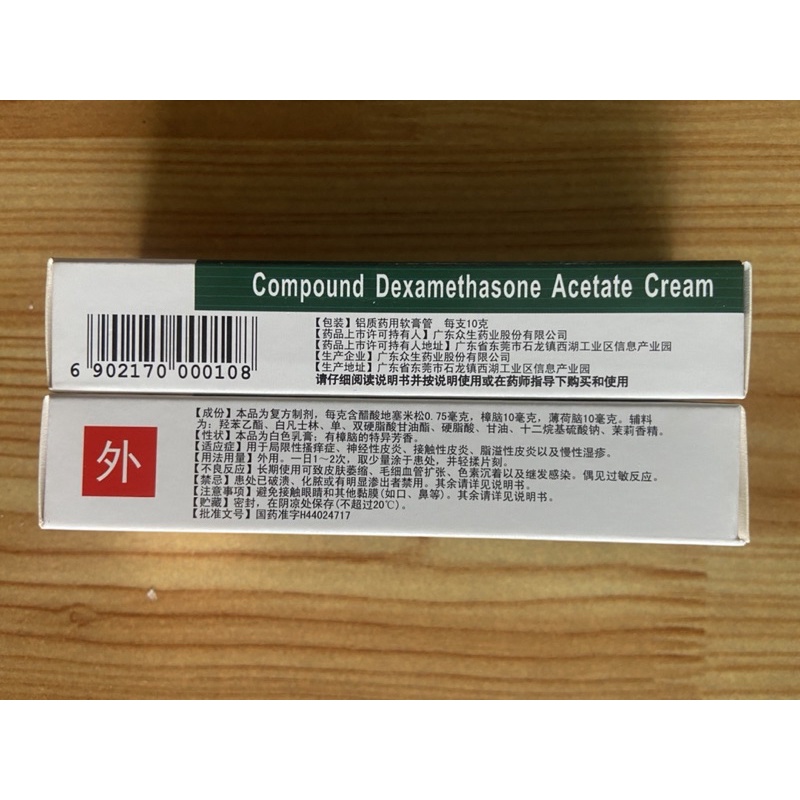 Compound Dexamethasone Acetate Cream
【包装】铝质药用软膏管　每支10克
【药品上市许可持有人】广东众生药业股份有限公司
【药品上市许可持有人地址】广东省东莞市石龙镇西湖工业区信息产业园
【生产企业】广东众生药业股份有限公司
【生产地址】广东省东莞市石龙镇西湖工业区信息产业园
请仔细阅读说明书并按说明使用或在药师指导下购买和使用
6 902170 000108
外
【成份】本品为复方制剂，每克含醋酸地塞米松0.75毫克，樟脑10毫克，薄荷脑10毫克。辅料
为：羟苯乙酯、白凡士林、单、双硬脂酸甘油酯、硬脂酸、甘油、十二烷基硫酸钠、茉莉香精。
【性状】本品为白色乳膏；有樟脑的特异芳香。
【适应症】用于局限性瘙痒症、神经性皮炎、接触性皮炎、脂溢性皮炎以及慢性湿疹。
【用法用量】外用。一日1～2次，取少量涂于患处，并轻揉片刻。
【不良反应】长期使用可致皮肤萎缩、毛细血管扩张、色素沉着以及继发感染。偶见过敏反应。
【禁忌】患处已破溃、化脓或有明显渗出者禁用。其余请详见说明书。
【注意事项】避免接触眼睛和其他黏膜(如口、鼻等)。其余请详见说明书。
【贮藏】密封，在阴凉处保存(不超过20℃)。
【批准文号】国药准字H44024717